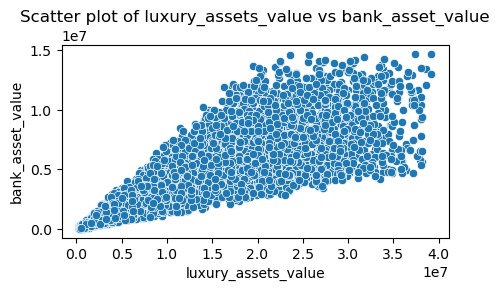 Scatter plot of luxury_assets_value vs bank_asset_value
1e7
1.5
1.0
0.5
0.0
bank_asset_value
0.0 0.5 1.0 1.5 2.0 2.5 3.0 3.5 4.0
1e7
luxury_assets_value